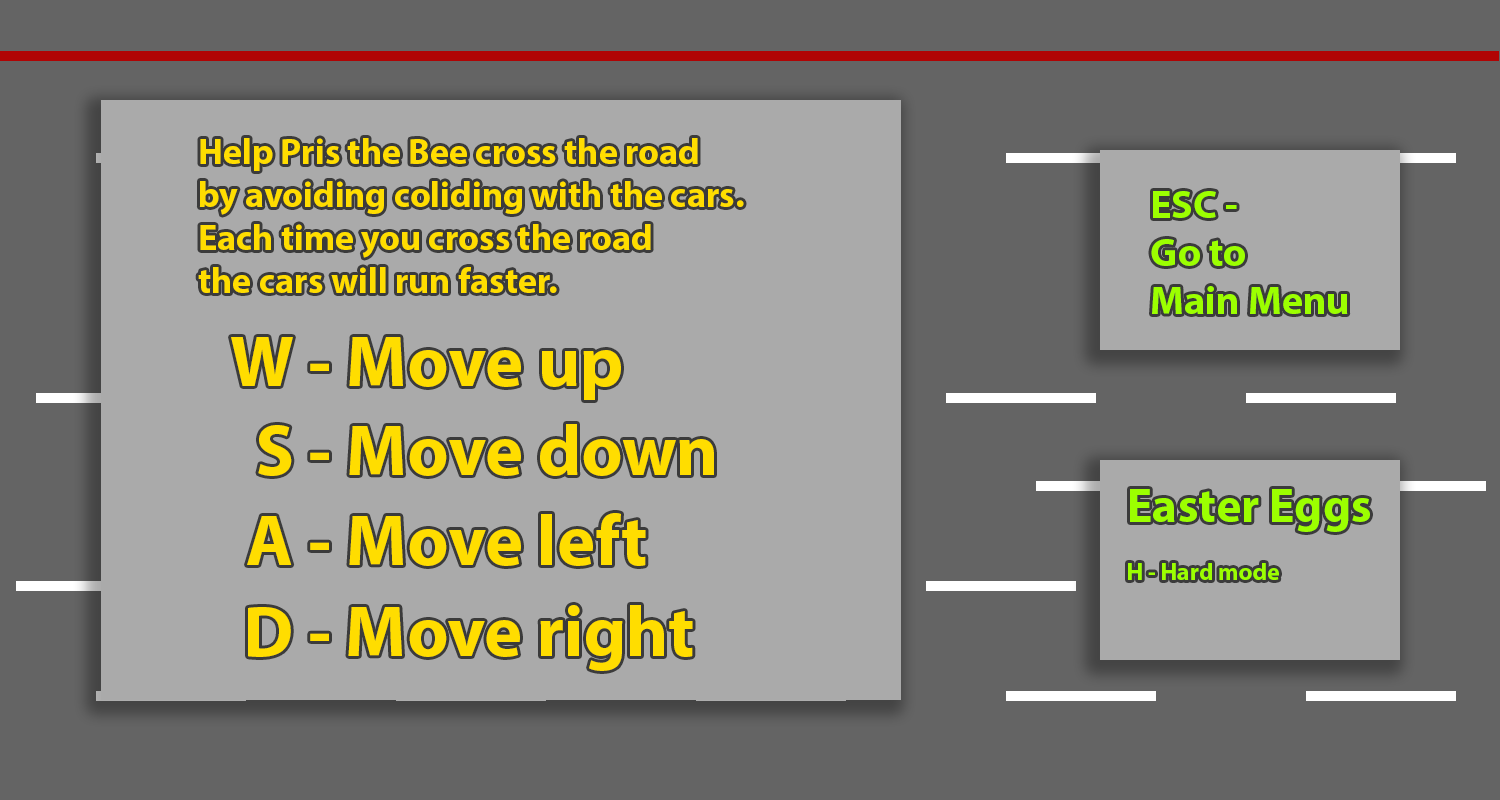 Help Pris the Bee cross the road
by avoiding coliding with the cars.
Each time you cross the road
the cars will run faster.
W - Move up
S - Move down
A - Move left
D - Move right
ESC -
Go to
Main Menu
Easter Eggs
H - Hard mode